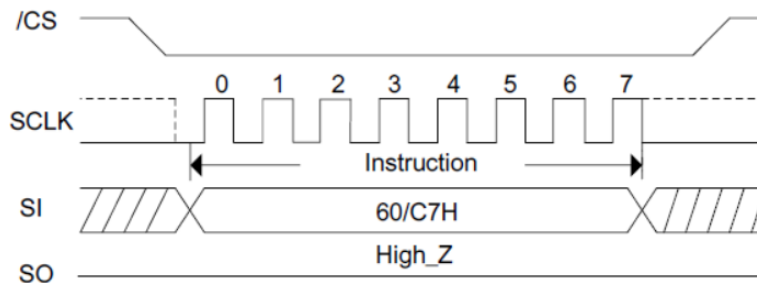 /CS
0 1 2 3 4 5 6 7
SCLK
Instruction
SI
60/C7H
High_Z
SO